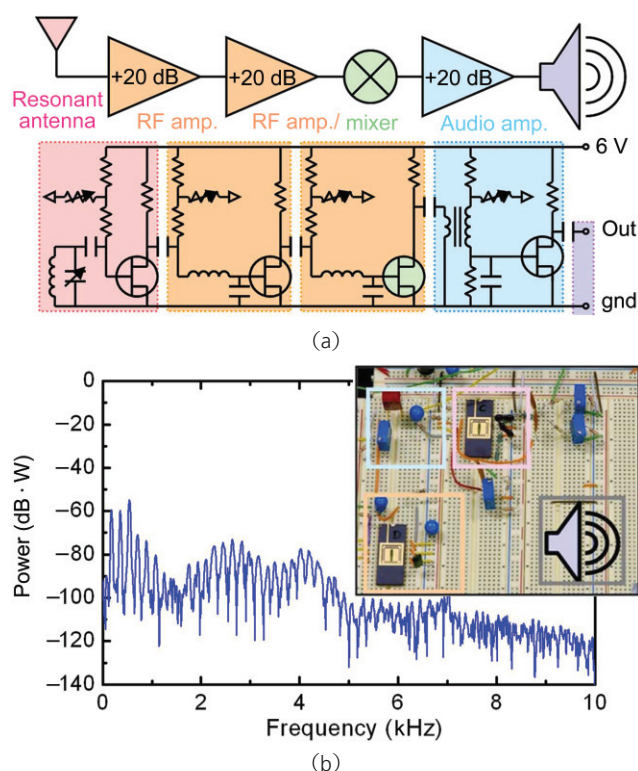 +20 dB +20 dB +20 dB
Resonant antenna
RF amp.
RF amp./mixer
Audio amp.
6 V
Out
gnd
(a)
0
–20
–40
–60
–80
–100
–120
–140
Power (dB · W)
0 2 4 6 8 10
Frequency (kHz)
(b)